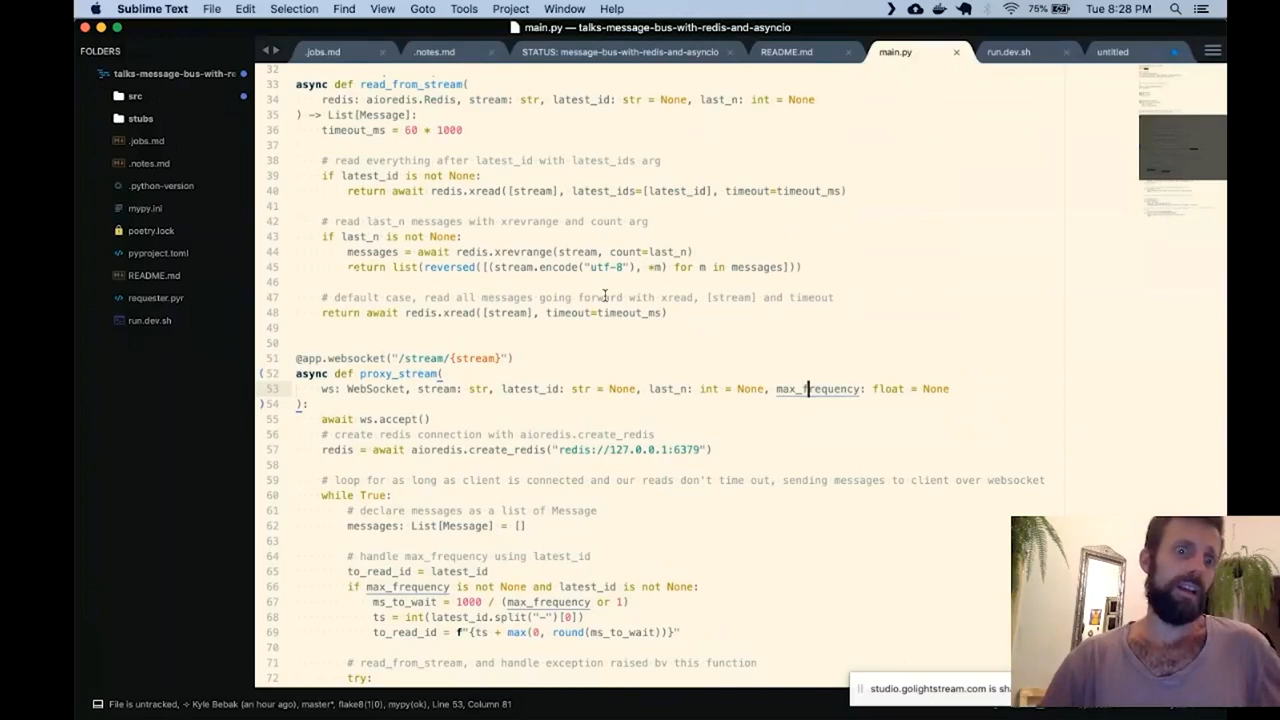 Sublime Text File Edit Selection Find View Goto Tools Project Window Help 75% Tue 8:28 PM
main.py — talks-message-bus-with-redis-and-asyncio
FOLDERS
talks-message-bus-with-re
src
stubs
.jobs.md
.notes.md
.python-version
mypy.ini
poetry.lock
pyproject.toml
README.md
requester.pyr
run.dev.sh
.jobs.md .notes.md STATUS: message-bus-with-redis-and-asyncio README.md main.py run.dev.sh untitled
32
33 async def read_from_stream(
34 redis: aioredis.Redis, stream: str, latest_id: str = None, last_n: int = None
35 ) -> List[Message]:
36 timeout_ms = 60 * 1000
37
38 # read everything after latest_id with latest_ids arg
39 if latest_id is not None:
40 return await redis.xread([stream], latest_ids=[latest_id], timeout=timeout_ms)
41
42 # read last_n messages with xrevrange and count arg
43 if last_n is not None:
44 messages = await redis.xrevrange(stream, count=last_n)
45 return list(reversed([(stream.encode("utf-8"), *m) for m in messages]))
46
47 # default case, read all messages going forward with xread, [stream] and timeout
48 return await redis.xread([stream], timeout=timeout_ms)
49
50
51 @app.websocket("/stream/{stream}")
52 async def proxy_stream(
53 ws: WebSocket, stream: str, latest_id: str = None, last_n: int = None, max_frequency: float = None
54 ):
55 await ws.accept()
56 # create redis connection with aioredis.create_redis
57 redis = await aioredis.create_redis("redis://127.0.0.1:6379")
58
59 # loop for as long as client is connected and our reads don't time out, sending messages to client over websocket
60 while True:
61 # declare messages as a list of Message
62 messages: List[Message] = []
63
64 # handle max_frequency using latest_id
65 to_read_id = latest_id
66 if max_frequency is not None and latest_id is not None:
67 ms_to_wait = 1000 / (max_frequency or 1)
68 ts = int(latest_id.split("-")[0])
69 to_read_id = f"{ts + max(0, round(ms_to_wait))}"
70
71 # read_from_stream, and handle exception raised by this function
72 try:
studio.golightstream.com is sha
File is untracked, Kyle Bebak (an hour ago), master*, flake8(1|0), mypy(ok), Line 53, Column 81